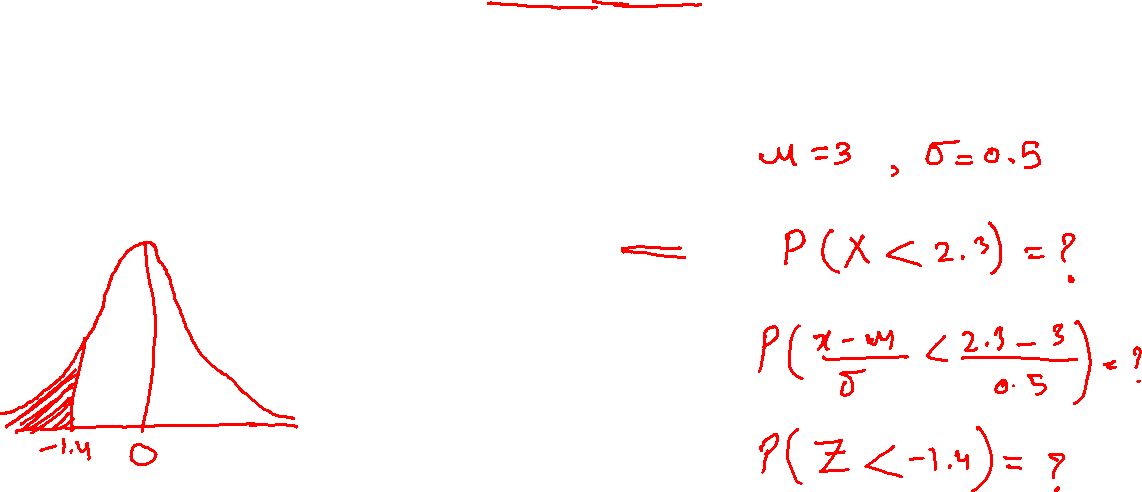 μ = 3 , σ = 0.5
P(X < 2.3) = ?
P(x-μ/σ < 2.3-3/0.5) = ?
P(Z < -1.4) = ?
-1.4 0